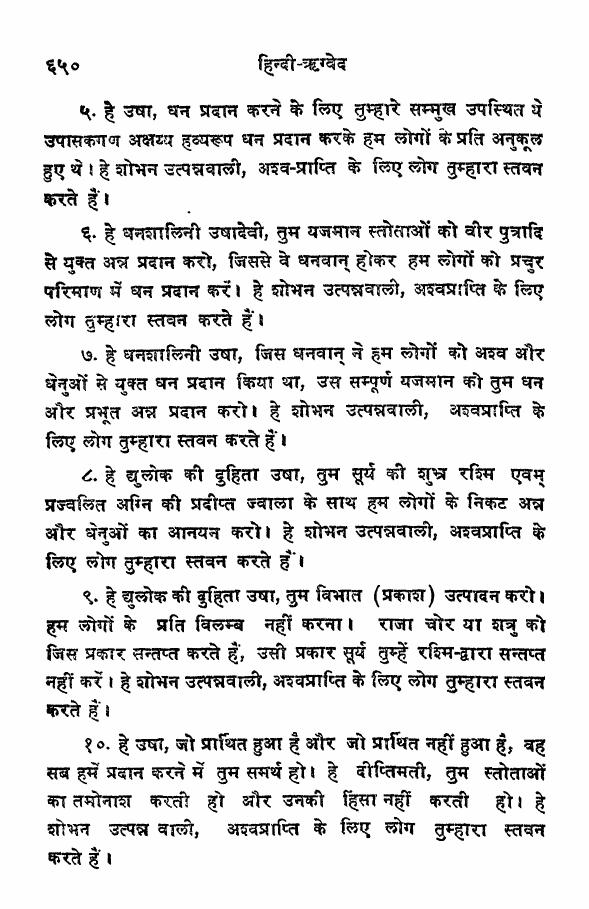 ६५० हिन्दी-ऋग्वेद
५. हे उषा, धन प्रदान करने के लिए तुम्हारे सम्मुख उपस्थित ये
उपासकगण अक्षय्य हव्यरूप धन प्रदान करके हम लोगों के प्रति अनुकूल
हुए थे। हे शोभन उत्पन्नवाली, अश्व-प्राप्ति के लिए लोग तुम्हारा स्तवन
करते हैं।
६. हे धनशालिनी उषादेवी, तुम यजमान स्तोताओं को वीर पुत्रादि
से युक्त अन्न प्रदान करो, जिससे वे धनवान् होकर हम लोगों को प्रचुर
परिमाण में धन प्रदान करें। हे शोभन उत्पन्नवाली, अश्वप्राप्ति के लिए
लोग तुम्हारा स्तवन करते हैं।
७. हे धनशालिनी उषा, जिस धनवान् ने हम लोगों को अश्व और
धेनुओं से युक्त धन प्रदान किया था, उस सम्पूर्ण यजमान को तुम धन
और प्रभूत अन्न प्रदान करो। हे शोभन उत्पन्नवाली, अश्वप्राप्ति के
लिए लोग तुम्हारा स्तवन करते हैं।
८. हे द्युलोक की दुहिता उषा, तुम सूर्य की शुभ्र रश्मि एवम्
प्रज्वलित अग्नि की प्रदीप्त ज्वाला के साथ हम लोगों के निकट अन्न
और धेनुओं का आनयन करो। हे शोभन उत्पन्नवाली, अश्वप्राप्ति के
लिए लोग तुम्हारा स्तवन करते हैं।
९. हे द्युलोक की दुहिता उषा, तुम विभात (प्रकाश) उत्पादन करो।
हम लोगों के प्रति विलम्ब नहीं करना। राजा चोर या शत्रु को
जिस प्रकार सन्तप्त करते हैं, उसी प्रकार सूर्य तुम्हें रश्मि-द्वारा सन्तप्त
नहीं करें। हे शोभन उत्पन्नवाली, अश्वप्राप्ति के लिए लोग तुम्हारा स्तवन
करते हैं।
१०. हे उषा, जो प्रार्थित हुआ है और जो प्रार्थित नहीं हुआ है, वह
सब हमें प्रदान करने में तुम समर्थ हो। हे दीप्तिमती, तुम स्तोताओं
का तमोनाश करती हो और उनकी हिंसा नहीं करती हो। हे
शोभन उत्पन्न वाली, अश्वप्राप्ति के लिए लोग तुम्हारा स्तवन
करते हैं।